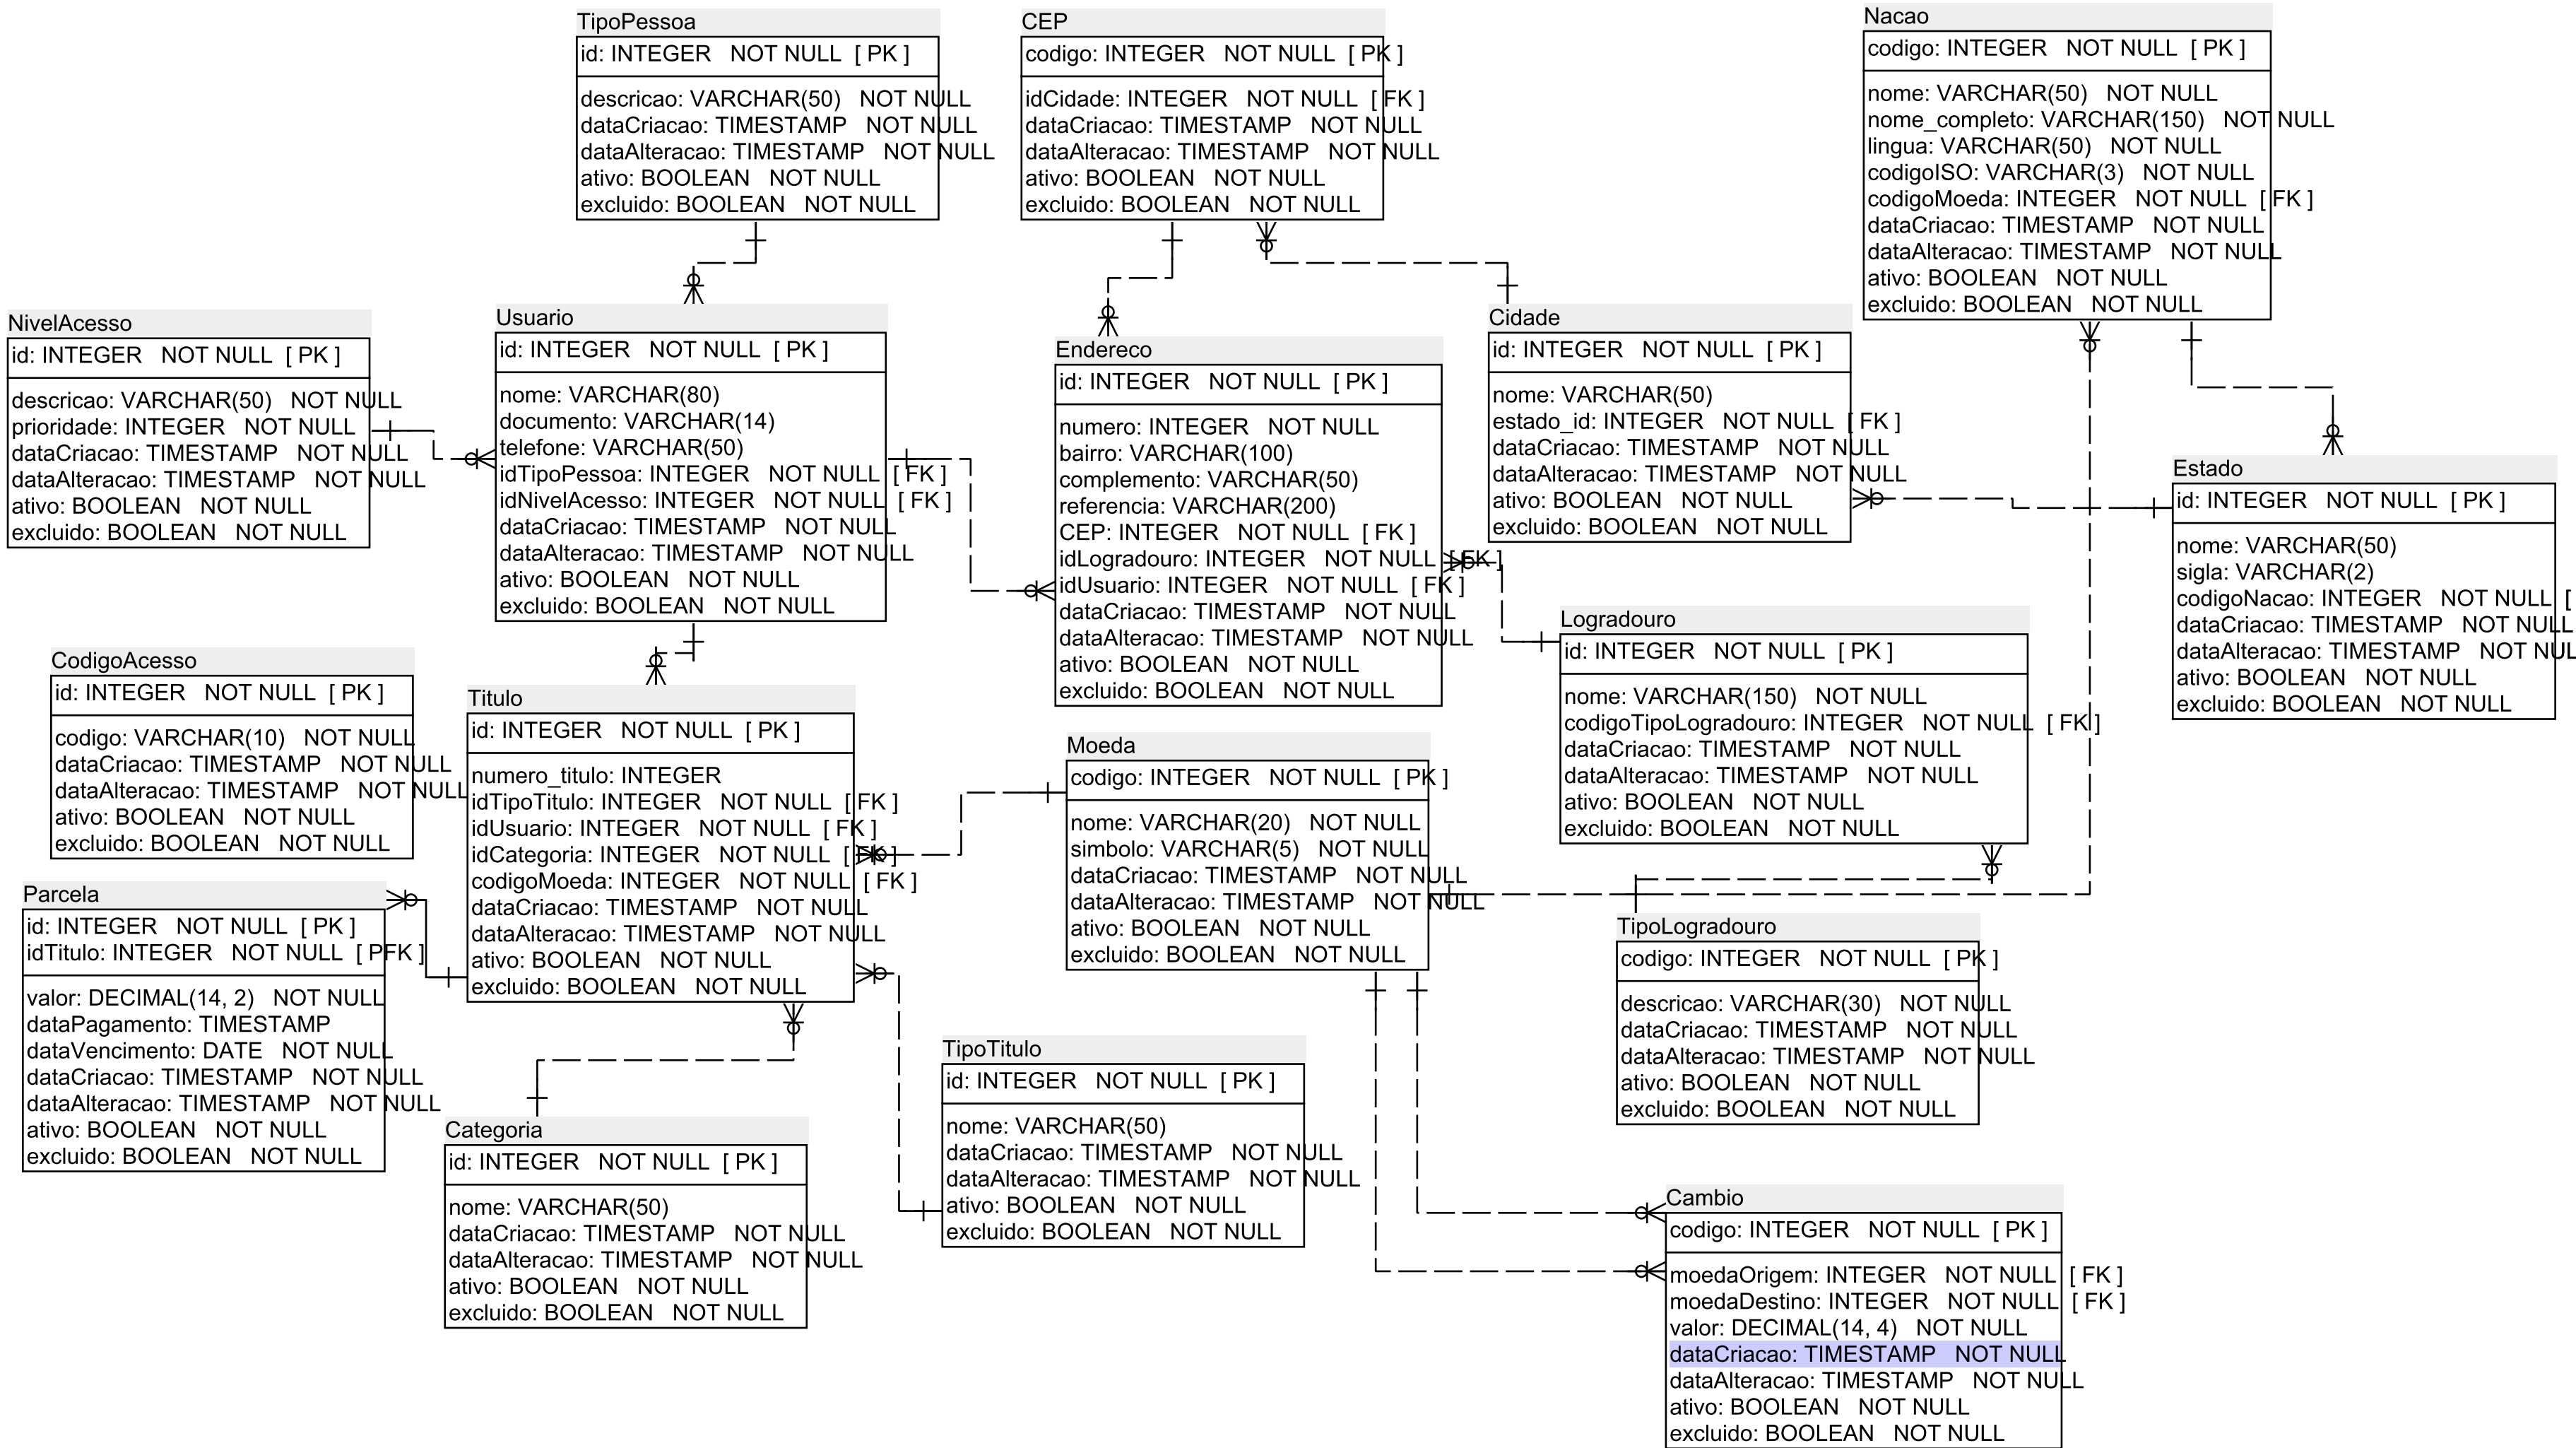 TipoPessoa
id: INTEGER NOT NULL [ PK ]
descricao: VARCHAR(50) NOT NULL
dataCriacao: TIMESTAMP NOT NULL
dataAlteracao: TIMESTAMP NOT NULL
ativo: BOOLEAN NOT NULL
excluido: BOOLEAN NOT NULL
CEP
codigo: INTEGER NOT NULL [ PK ]
idCidade: INTEGER NOT NULL [ FK ]
dataCriacao: TIMESTAMP NOT NULL
dataAlteracao: TIMESTAMP NOT NULL
ativo: BOOLEAN NOT NULL
excluido: BOOLEAN NOT NULL
Nacao
codigo: INTEGER NOT NULL [ PK ]
nome: VARCHAR(50) NOT NULL
nome_completo: VARCHAR(150) NOT NULL
lingua: VARCHAR(50) NOT NULL
codigoISO: VARCHAR(3) NOT NULL
codigoMoeda: INTEGER NOT NULL [ FK ]
dataCriacao: TIMESTAMP NOT NULL
dataAlteracao: TIMESTAMP NOT NULL
ativo: BOOLEAN NOT NULL
excluido: BOOLEAN NOT NULL
NivelAcesso
id: INTEGER NOT NULL [ PK ]
descricao: VARCHAR(50) NOT NULL
prioridade: INTEGER NOT NULL
dataCriacao: TIMESTAMP NOT NULL
dataAlteracao: TIMESTAMP NOT NULL
ativo: BOOLEAN NOT NULL
excluido: BOOLEAN NOT NULL
Usuario
id: INTEGER NOT NULL [ PK ]
nome: VARCHAR(80)
documento: VARCHAR(14)
telefone: VARCHAR(50)
idTipoPessoa: INTEGER NOT NULL [ FK ]
idNivelAcesso: INTEGER NOT NULL [ FK ]
dataCriacao: TIMESTAMP NOT NULL
dataAlteracao: TIMESTAMP NOT NULL
ativo: BOOLEAN NOT NULL
excluido: BOOLEAN NOT NULL
Endereco
id: INTEGER NOT NULL [ PK ]
numero: INTEGER NOT NULL
bairro: VARCHAR(100)
complemento: VARCHAR(50)
referencia: VARCHAR(200)
CEP: INTEGER NOT NULL [ FK ]
idLogradouro: INTEGER NOT NULL [ FK ]
idUsuario: INTEGER NOT NULL [ FK ]
dataCriacao: TIMESTAMP NOT NULL
dataAlteracao: TIMESTAMP NOT NULL
ativo: BOOLEAN NOT NULL
excluido: BOOLEAN NOT NULL
Cidade
id: INTEGER NOT NULL [ PK ]
nome: VARCHAR(50)
estado_id: INTEGER NOT NULL [ FK ]
dataCriacao: TIMESTAMP NOT NULL
dataAlteracao: TIMESTAMP NOT NULL
ativo: BOOLEAN NOT NULL
excluido: BOOLEAN NOT NULL
Estado
id: INTEGER NOT NULL [ PK ]
nome: VARCHAR(50)
sigla: VARCHAR(2)
codigoNacao: INTEGER NOT NULL [
dataCriacao: TIMESTAMP NOT NULL
dataAlteracao: TIMESTAMP NOT NUL
ativo: BOOLEAN NOT NULL
excluido: BOOLEAN NOT NULL
Logradouro
id: INTEGER NOT NULL [ PK ]
nome: VARCHAR(150) NOT NULL
codigoTipoLogradouro: INTEGER NOT NULL [ FK ]
dataCriacao: TIMESTAMP NOT NULL
dataAlteracao: TIMESTAMP NOT NULL
ativo: BOOLEAN NOT NULL
excluido: BOOLEAN NOT NULL
CodigoAcesso
id: INTEGER NOT NULL [ PK ]
codigo: VARCHAR(10) NOT NULL
dataCriacao: TIMESTAMP NOT NULL
dataAlteracao: TIMESTAMP NOT NULL
ativo: BOOLEAN NOT NULL
excluido: BOOLEAN NOT NULL
Titulo
id: INTEGER NOT NULL [ PK ]
numero_titulo: INTEGER
idTipoTitulo: INTEGER NOT NULL [ FK ]
idUsuario: INTEGER NOT NULL [ FK ]
idCategoria: INTEGER NOT NULL [ FK ]
codigoMoeda: INTEGER NOT NULL [ FK ]
dataCriacao: TIMESTAMP NOT NULL
dataAlteracao: TIMESTAMP NOT NULL
ativo: BOOLEAN NOT NULL
excluido: BOOLEAN NOT NULL
Moeda
codigo: INTEGER NOT NULL [ PK ]
nome: VARCHAR(20) NOT NULL
simbolo: VARCHAR(5) NOT NULL
dataCriacao: TIMESTAMP NOT NULL
dataAlteracao: TIMESTAMP NOT NULL
ativo: BOOLEAN NOT NULL
excluido: BOOLEAN NOT NULL
Parcela
id: INTEGER NOT NULL [ PK ]
idTitulo: INTEGER NOT NULL [ PFK ]
valor: DECIMAL(14, 2) NOT NULL
dataPagamento: TIMESTAMP
dataVencimento: DATE NOT NULL
dataCriacao: TIMESTAMP NOT NULL
dataAlteracao: TIMESTAMP NOT NULL
ativo: BOOLEAN NOT NULL
excluido: BOOLEAN NOT NULL
TipoLogradouro
codigo: INTEGER NOT NULL [ PK ]
descricao: VARCHAR(30) NOT NULL
dataCriacao: TIMESTAMP NOT NULL
dataAlteracao: TIMESTAMP NOT NULL
ativo: BOOLEAN NOT NULL
excluido: BOOLEAN NOT NULL
TipoTitulo
id: INTEGER NOT NULL [ PK ]
nome: VARCHAR(50)
dataCriacao: TIMESTAMP NOT NULL
dataAlteracao: TIMESTAMP NOT NULL
ativo: BOOLEAN NOT NULL
excluido: BOOLEAN NOT NULL
Categoria
id: INTEGER NOT NULL [ PK ]
nome: VARCHAR(50)
dataCriacao: TIMESTAMP NOT NULL
dataAlteracao: TIMESTAMP NOT NULL
ativo: BOOLEAN NOT NULL
excluido: BOOLEAN NOT NULL
Cambio
codigo: INTEGER NOT NULL [ PK ]
moedaOrigem: INTEGER NOT NULL [ FK ]
moedaDestino: INTEGER NOT NULL [ FK ]
valor: DECIMAL(14, 4) NOT NULL
dataCriacao: TIMESTAMP NOT NULL
dataAlteracao: TIMESTAMP NOT NULL
ativo: BOOLEAN NOT NULL
excluido: BOOLEAN NOT NULL